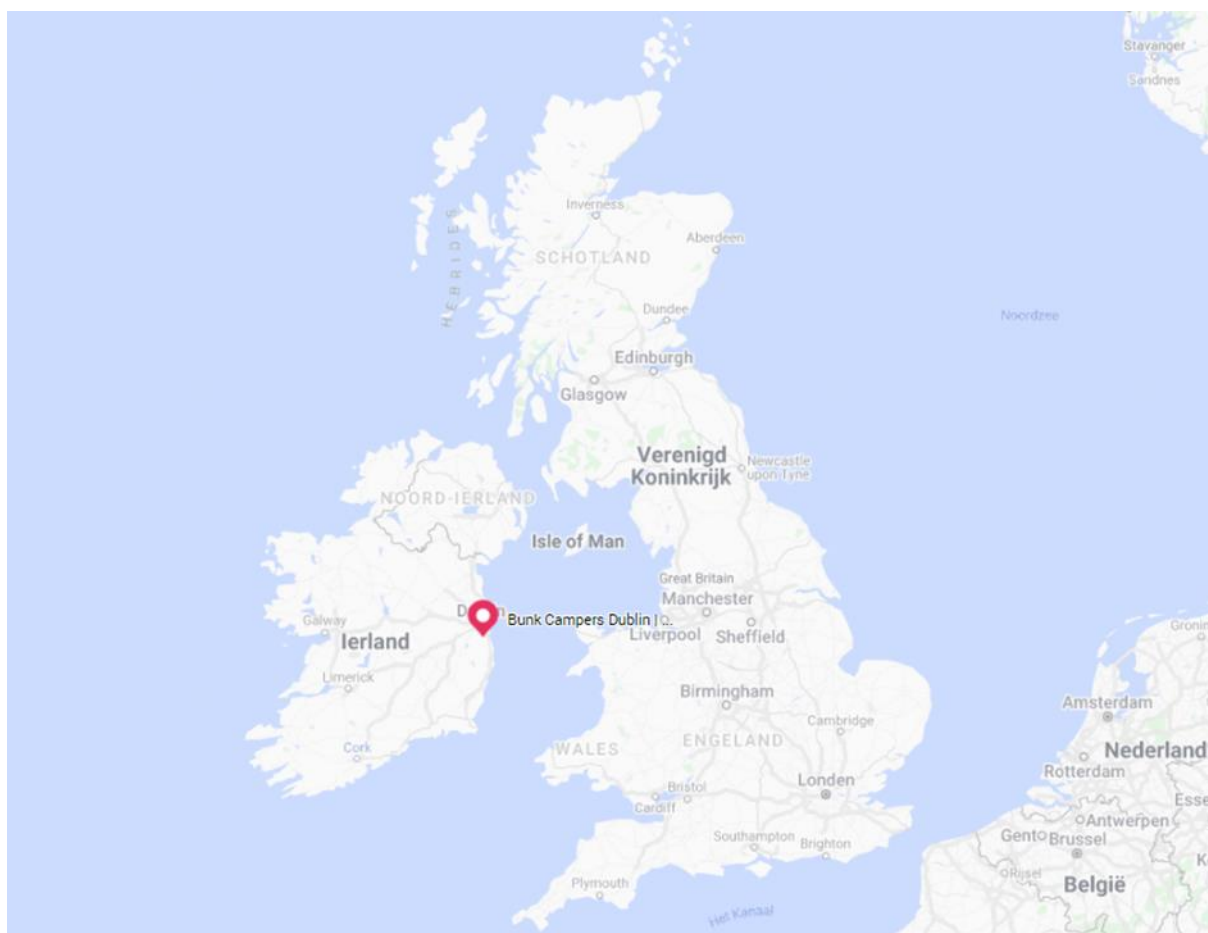 Stavanger
Sandnes
Inverness
HEBRIDES
SCHOTLAND
Aberdeen
Dundee
Noordzee
Edinburgh
Glasgow
Verenigd
Koninkrijk
Newcastle
upon Tyne
NOORD-IERLAND
Isle of Man
Great Britain
Manchester
Bunk Campers Dublin | ...
Galway
Ierland
Liverpool
Sheffield
Limerick
Birmingham
Cambridge
Amsterdam
Cork
WALES
ENGELAND
Nederland
Rotterdam
Londen
Bristol
Cardiff
Southampton
Brighton
Antwerpen
Gent
Brussel
Rijsel
België
Plymouth
Het Kanaal